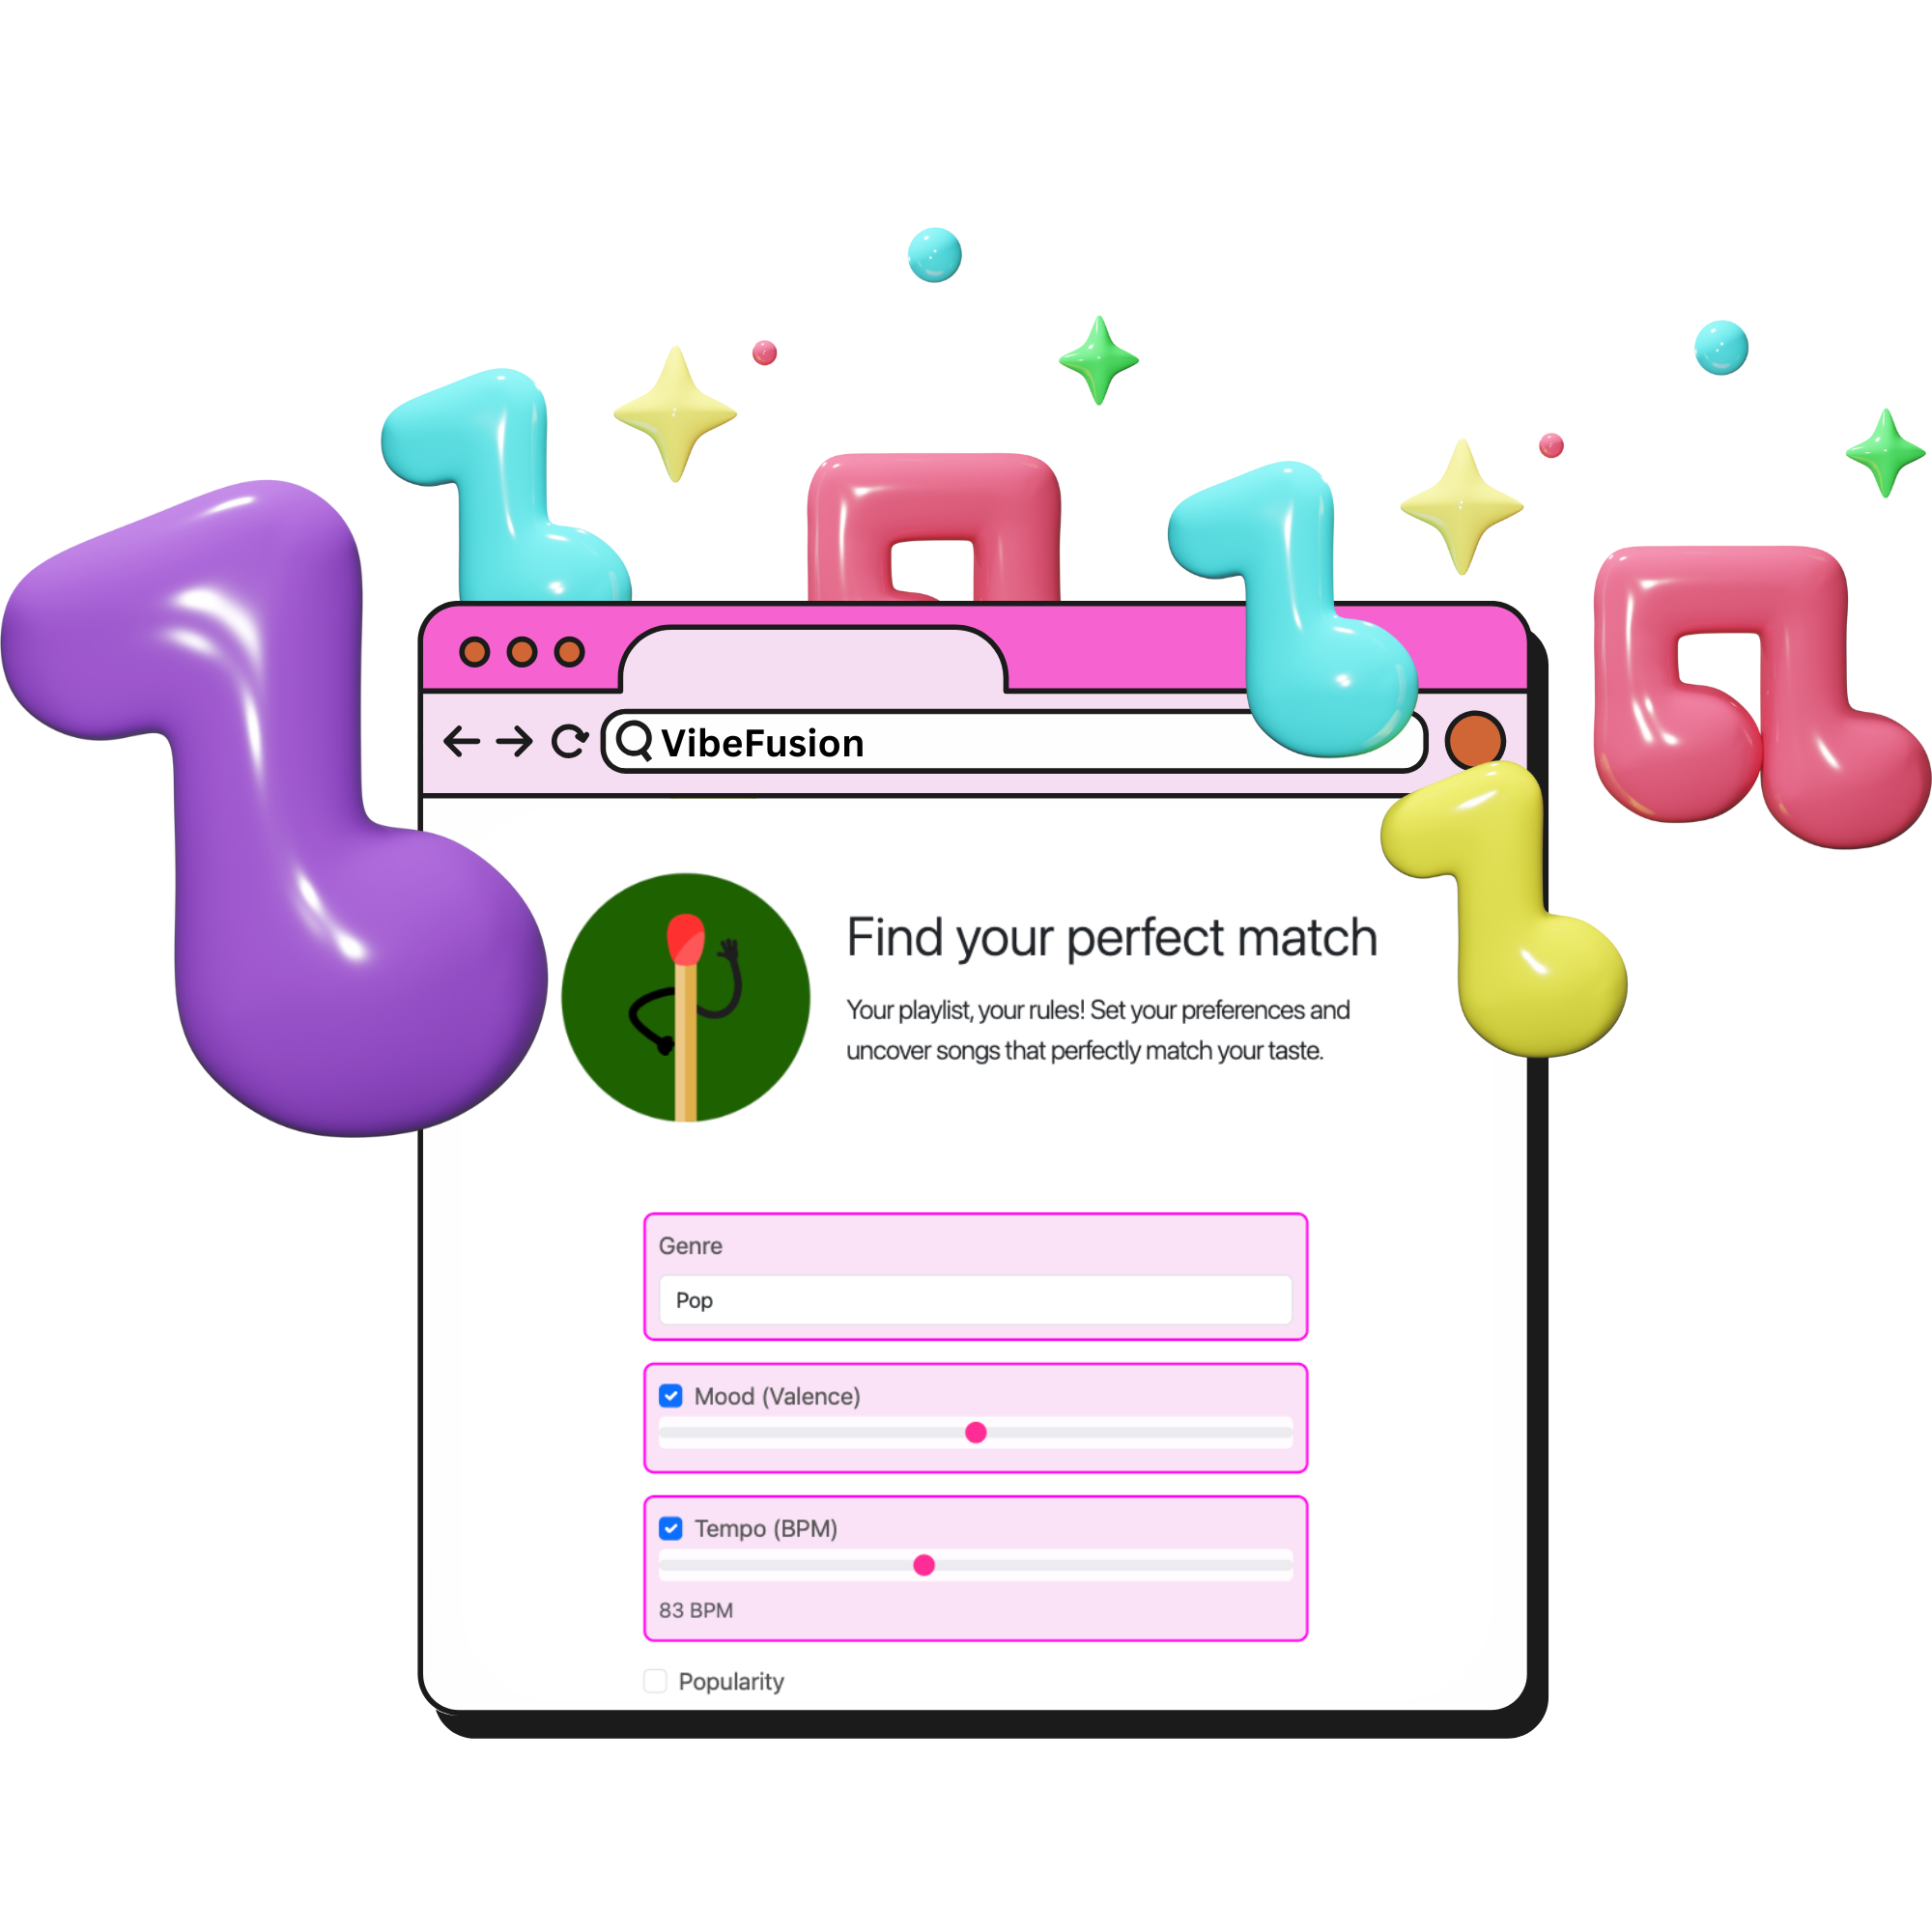 VibeFusion
Find your perfect match
Your playlist, your rules! Set your preferences and
uncover songs that perfectly match your taste.
Genre
Pop
Mood (Valence)
Tempo (BPM)
83 BPM
Popularity